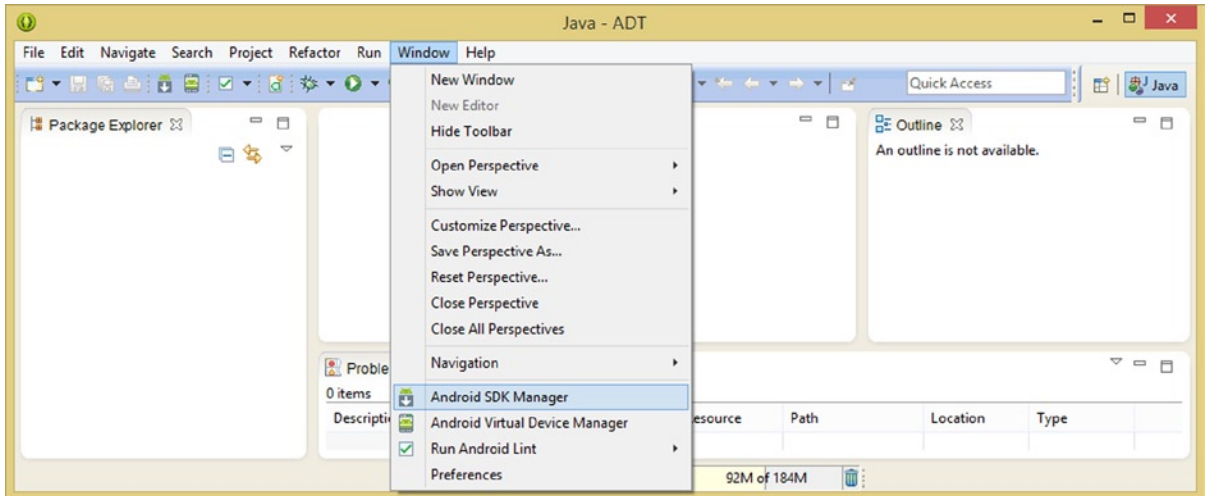 Java - ADT
File Edit Navigate Search Project Refactor Run Window Help
Quick Access
Java
Package Explorer
New Window
New Editor
Hide Toolbar
Open Perspective
Show View
Customize Perspective...
Save Perspective As...
Reset Perspective...
Close Perspective
Close All Perspectives
Navigation
Android SDK Manager
Android Virtual Device Manager
Run Android Lint
Preferences
Outline
An outline is not available.
Proble
0 items
Descripti esource Path Location Type
92M of 184M